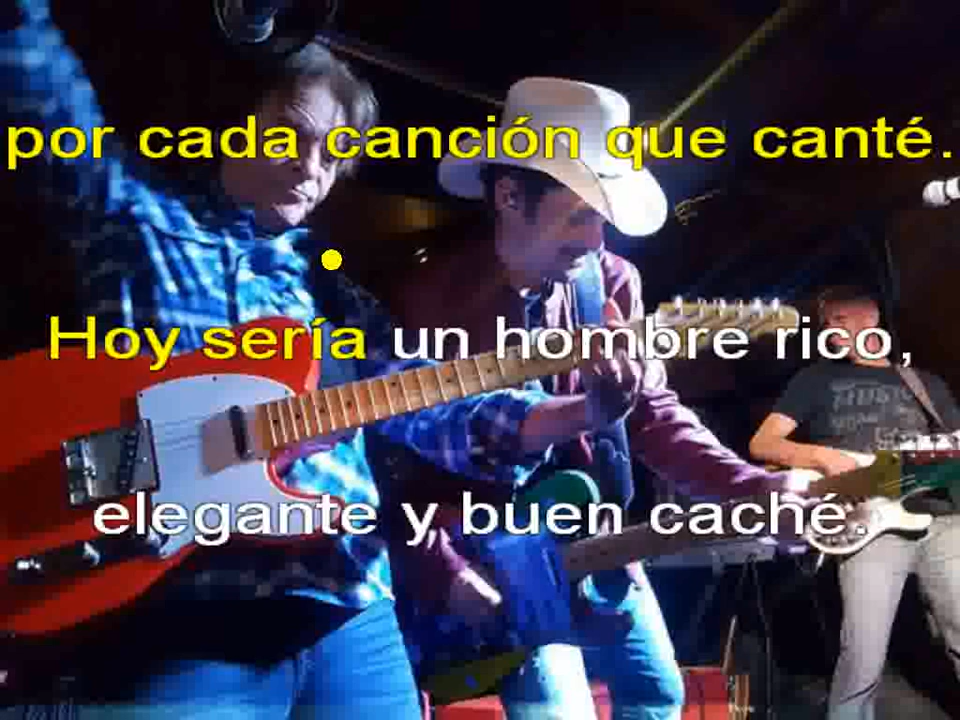 por cada canción que canté.
Hoy sería un hombre rico,
elegante y buen caché.